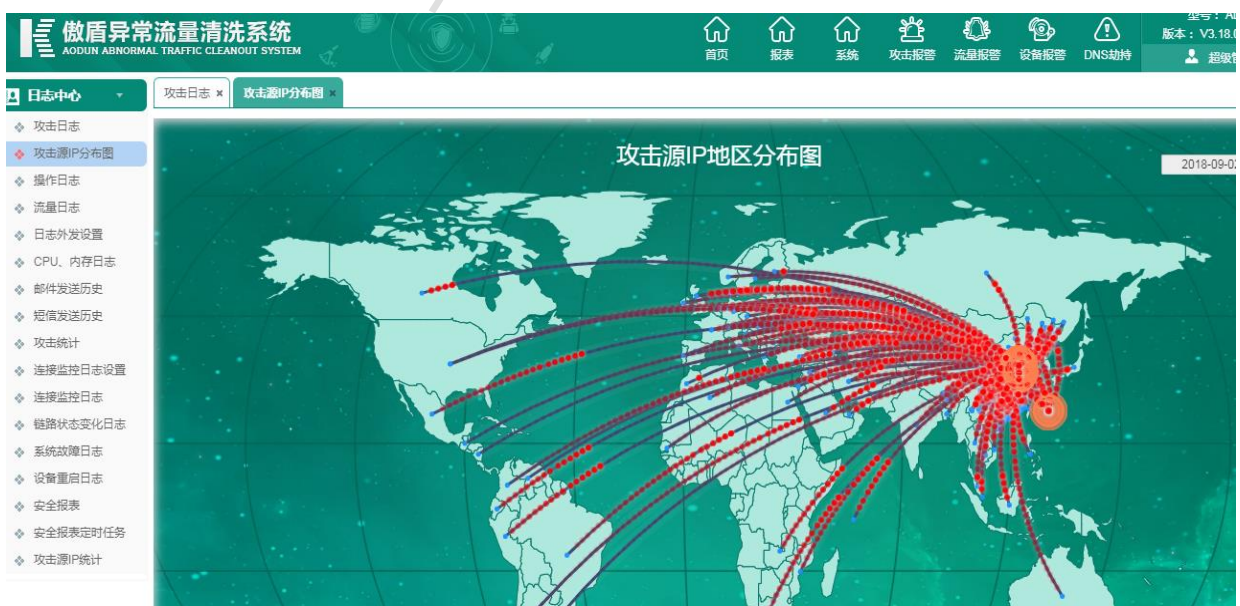 傲盾异常流量清洗系统
AODUN ABNORMAL TRAFFIC CLEANOUT SYSTEM
首页
报表
系统
攻击报警
流量报警
设备报警
DNS劫持
版本：V3.18.0
日志中心
攻击日志
攻击源IP分布图
操作日志
流量日志
日志外发设置
CPU、内存日志
邮件发送历史
短信发送历史
攻击统计
连接监控日志设置
连接监控日志
链路状态变化日志
系统故障日志
设备重启日志
安全报表
安全报表定时任务
攻击源IP统计
攻击日志 ×
攻击源IP分布图 ×
攻击源IP地区分布图
2018-09-02